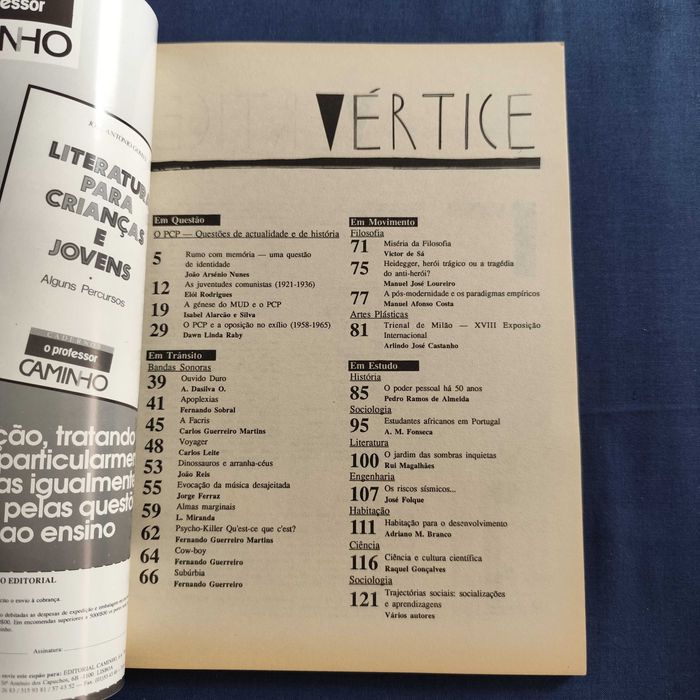 ofessor
NHO
LITERATURA
PARA
CRIANÇAS
E
JOVENS
Alguns Percursos
CADERNOS
o professor
CAMINHO
ção, tratando
particularmen
as igualmente
pelas questõ
ao ensino
O EDITORIAL
cito o envio à cobrança.
Assinatura:
VÉRTICE
Em Questão
O PCP — Questões de actualidade e de história
5 Rumo com memória — uma questão
de identidade
João Arsénio Nunes
12 As juventudes comunistas (1921-1936)
Elói Rodrigues
19 A génese do MUD e o PCP
Isabel Alarcão e Silva
29 O PCP e a oposição no exílio (1958-1965)
Dawn Linda Raby
Em Trânsito
Bandas Sonoras
39 Ouvido Duro
A. Dasilva O.
41 Apoplexias
Fernando Sobral
45 A Facris
Carlos Guerreiro Martins
48 Voyager
Carlos Leite
53 Dinossauros e arranha-céus
João Reis
55 Evocação da música desajeitada
Jorge Ferraz
59 Almas marginais
L. Miranda
62 Psycho-Killer Qu'est-ce que c'est?
Fernando Guerreiro Martins
64 Cow-boy
Fernando Guerreiro
66 Subúrbia
Fernando Guerreiro
Em Movimento
Filosofia
71 Miséria da Filosofia
Victor de Sá
75 Heidegger, herói trágico ou a tragédia
do anti-herói?
Manuel José Loureiro
77 A pós-modernidade e os paradigmas empíricos
Manuel Afonso Costa
Artes Plásticas
81 Trienal de Milão — XVIII Exposição
Internacional
Arlindo José Castanho
Em Estudo
História
85 O poder pessoal há 50 anos
Pedro Ramos de Almeida
Sociologia
95 Estudantes africanos em Portugal
A. M. Fonseca
Literatura
100 O jardim das sombras inquietas
Rui Magalhães
Engenharia
107 Os riscos sísmicos...
José Folque
Habitação
111 Habitação para o desenvolvimento
Adriano M. Branco
Ciência
116 Ciência e cultura científica
Raquel Gonçalves
Sociologia
121 Trajectórias sociais: socializações
e aprendizagens
Vários autores